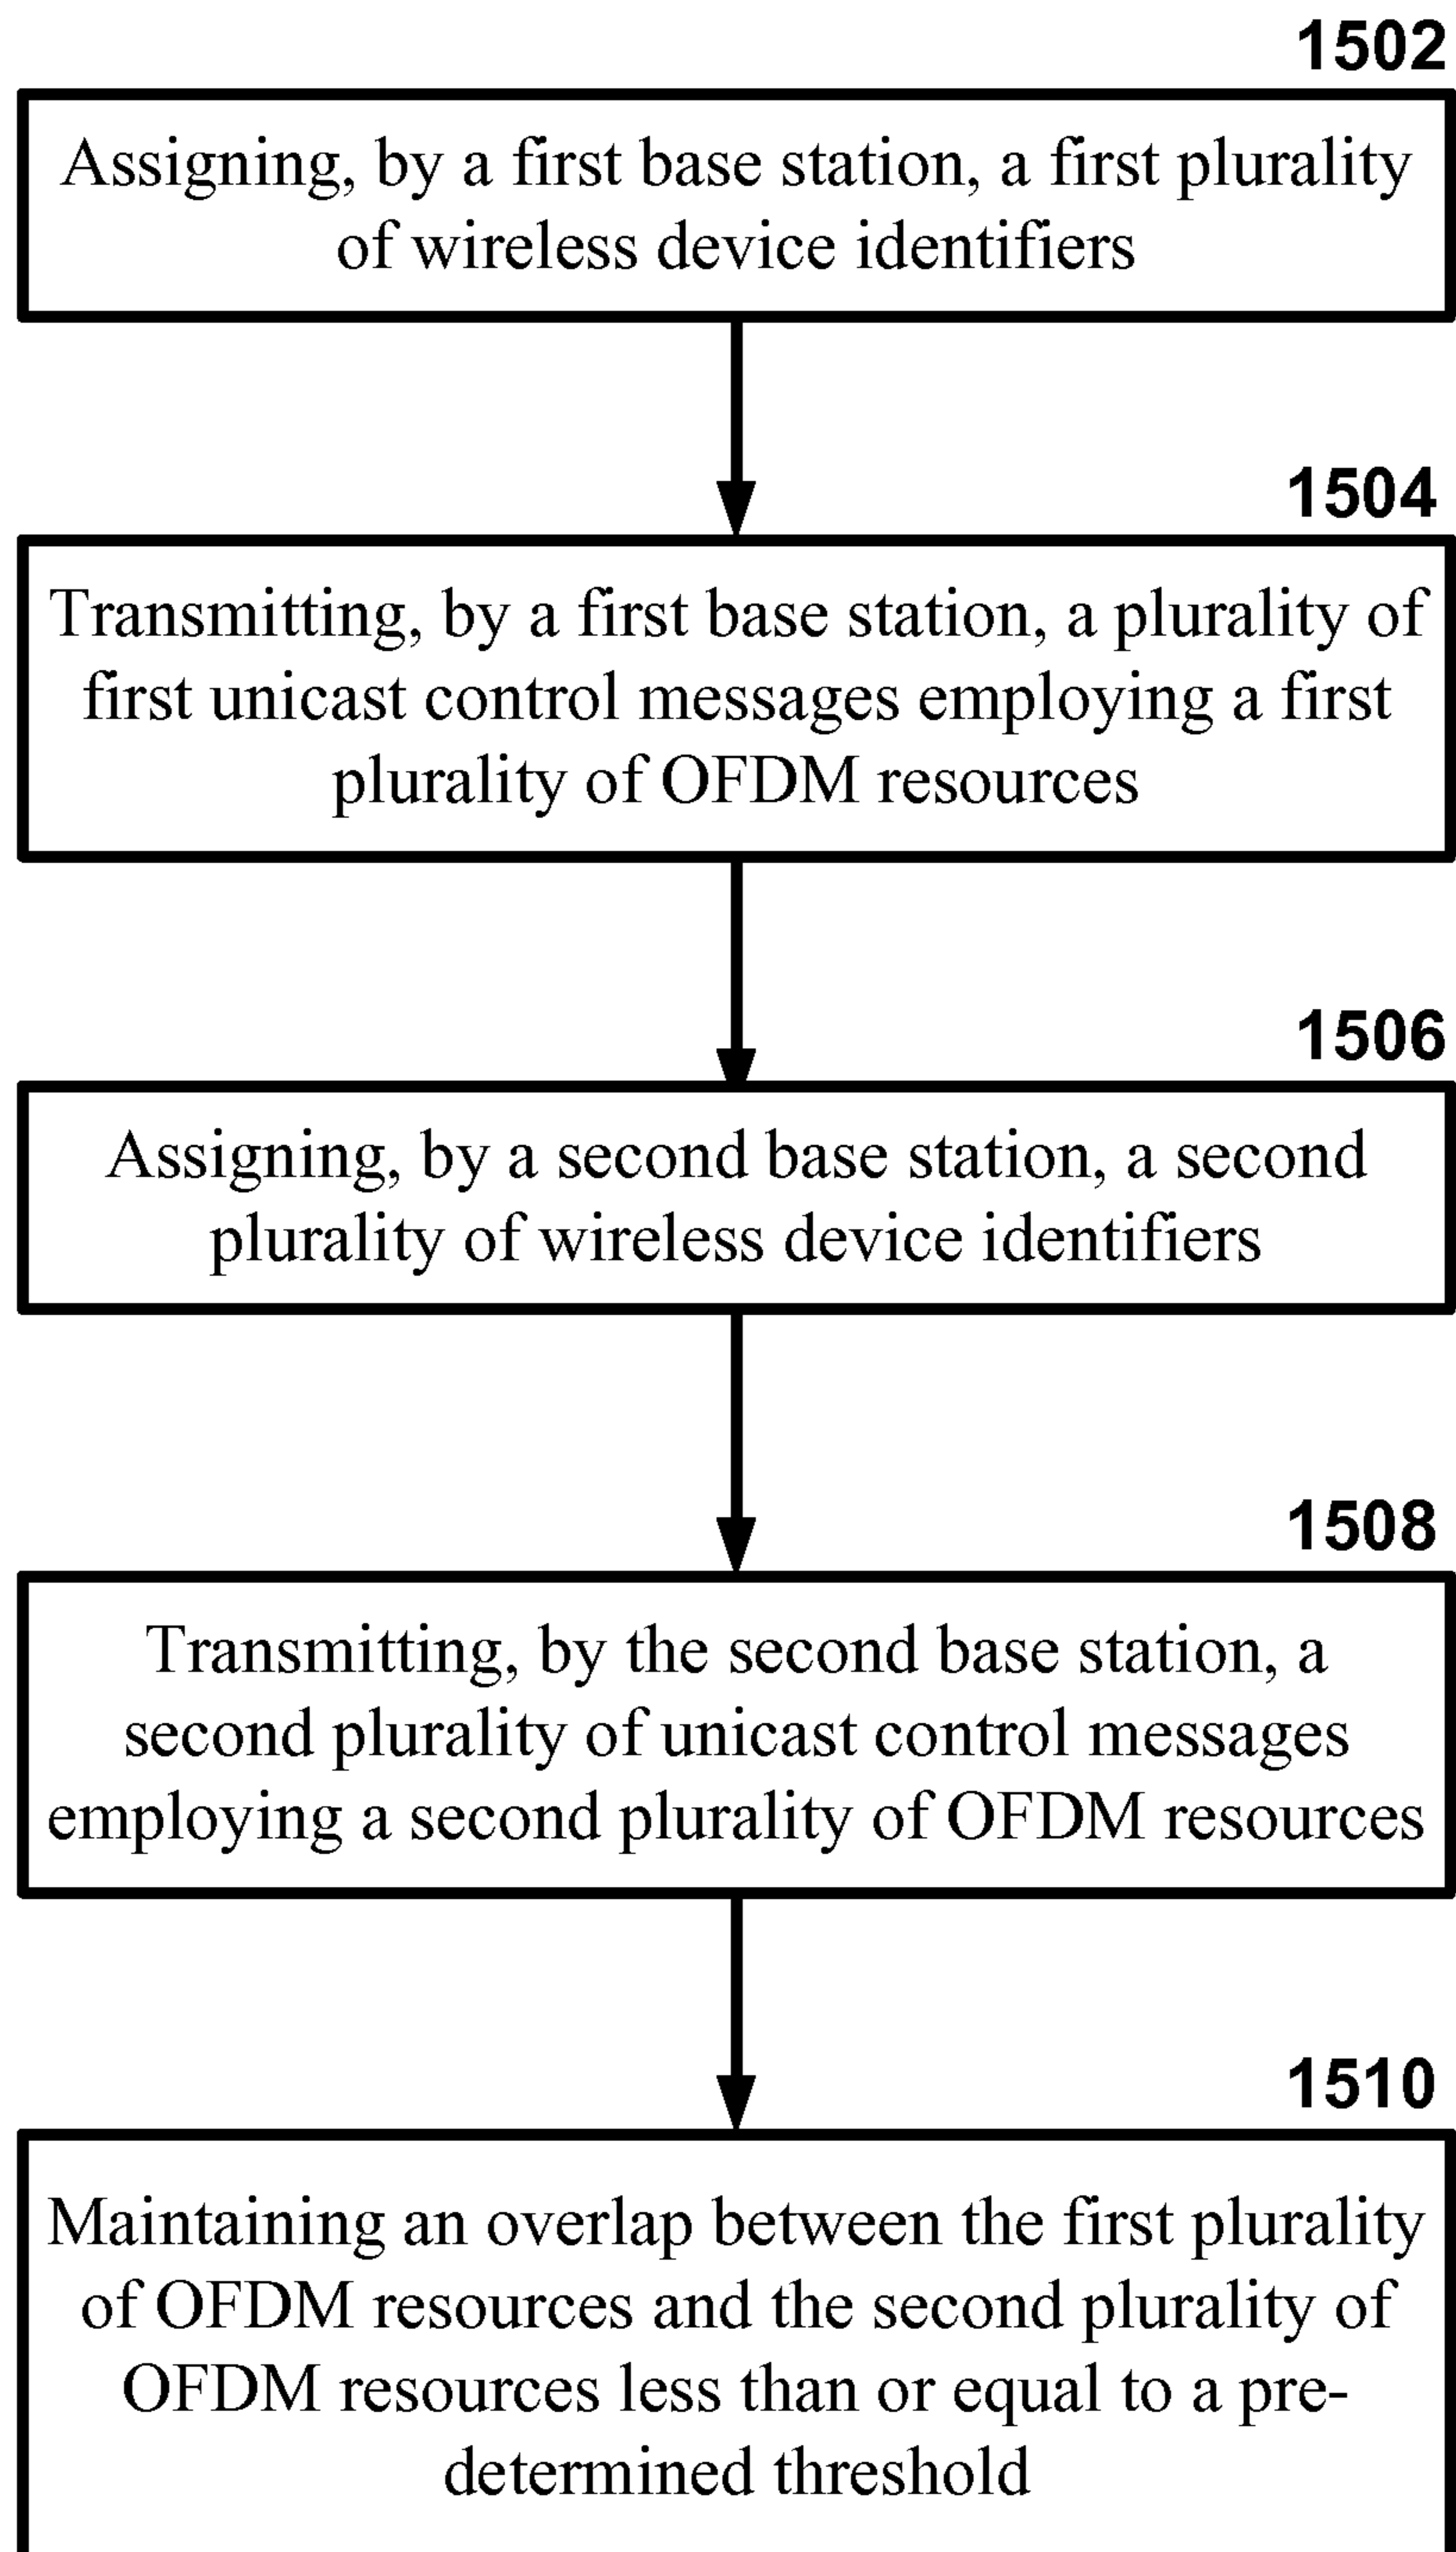 1502
Assigning, by a first base station, a first plurality
of wireless device identifiers
1504
Transmitting, by a first base station, a plurality of
first unicast control messages employing a first
plurality of OFDM resources
1506
Assigning, by a second base station, a second
plurality of wireless device identifiers
1508
Transmitting, by the second base station, a
second plurality of unicast control messages
employing a second plurality of OFDM resources
1510
Maintaining an overlap between the first plurality
of OFDM resources and the second plurality of
OFDM resources less than or equal to a pre-
determined threshold